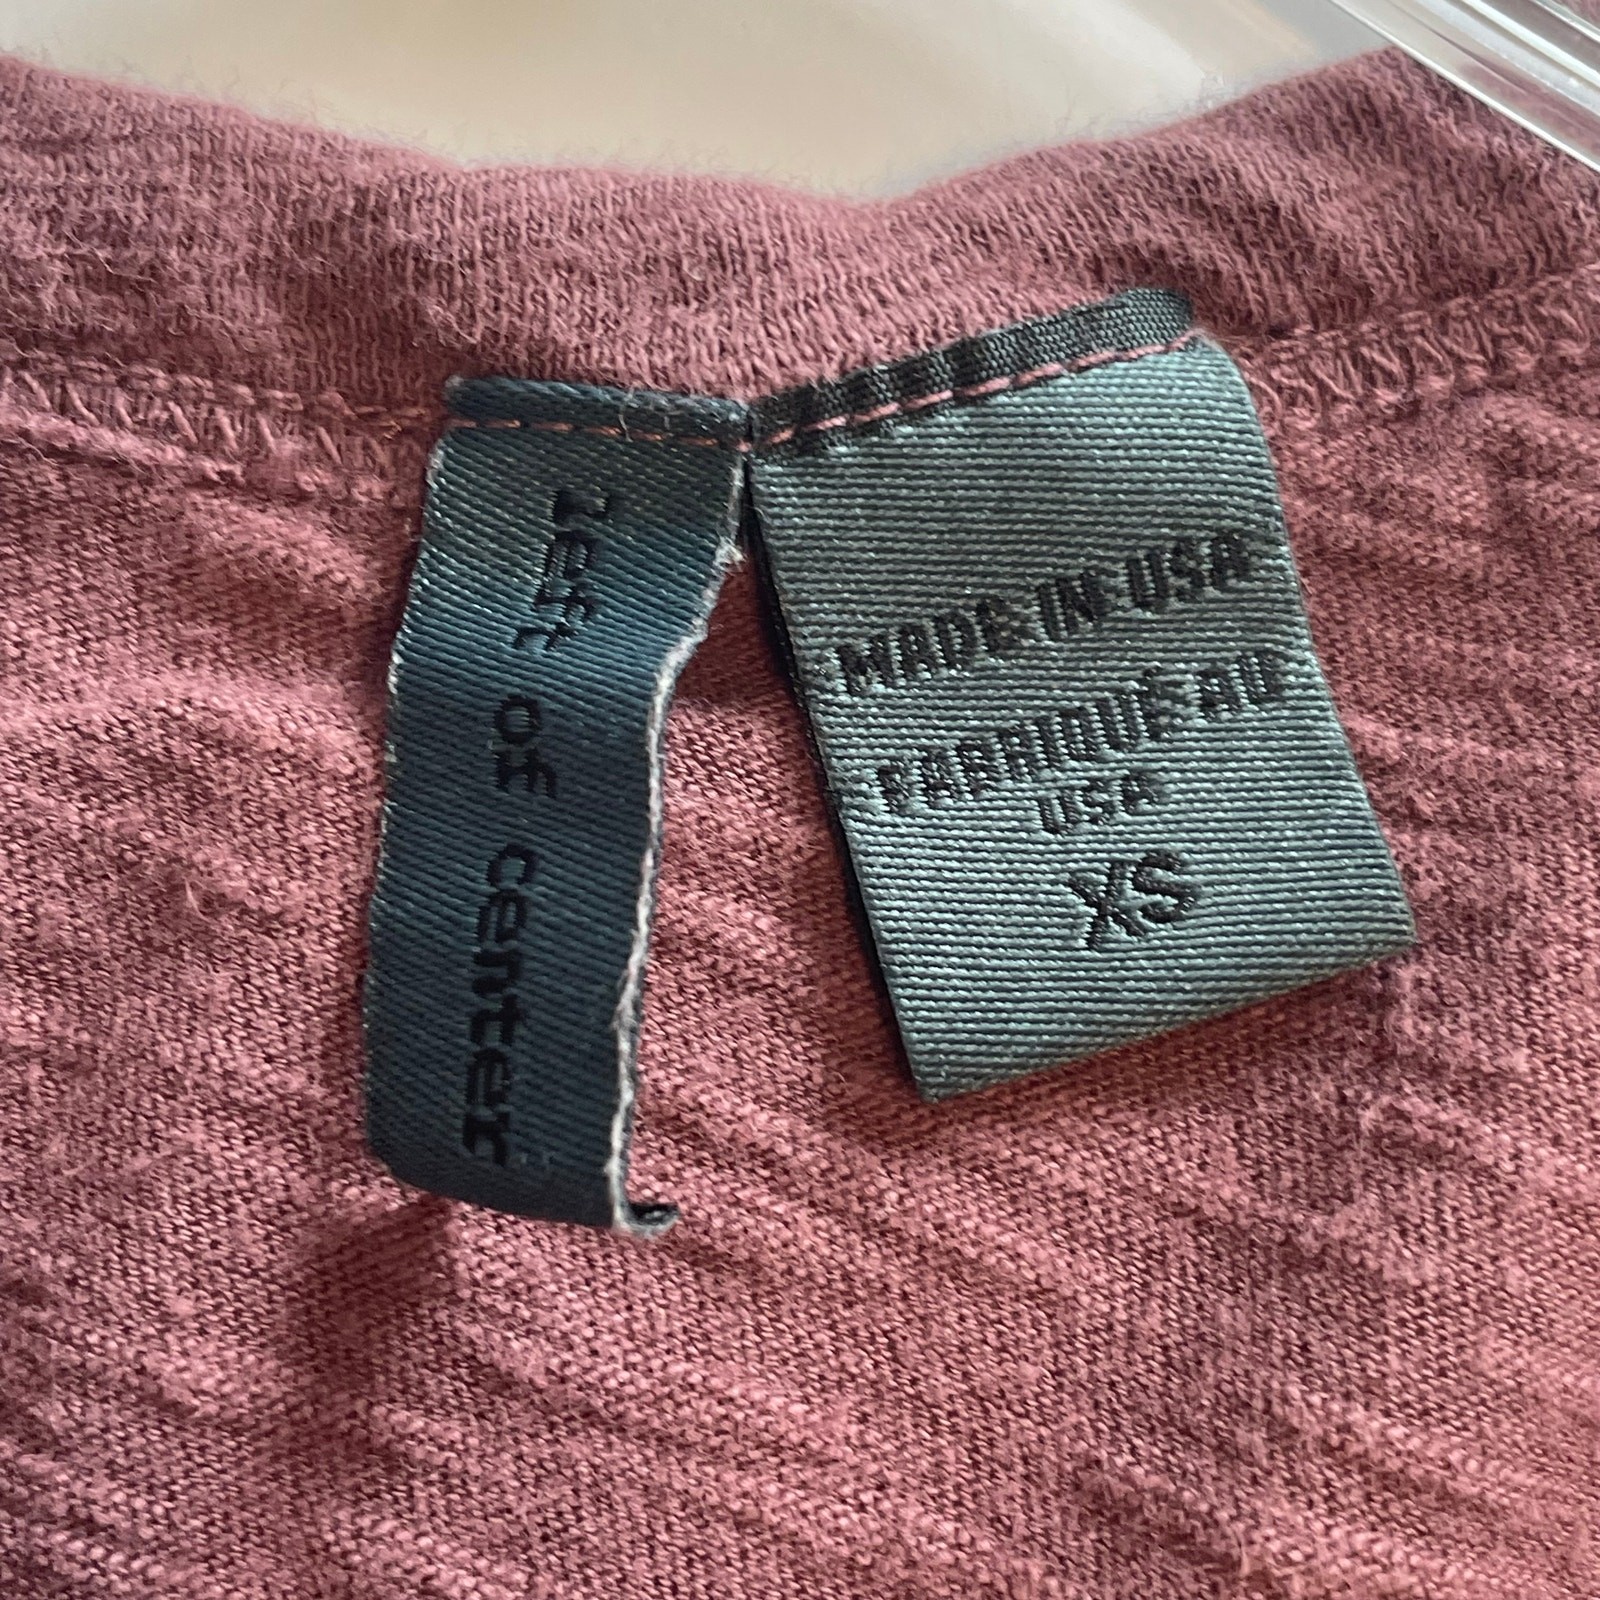 left of center
MADE IN USA
FABRIQUÉ AU
USA
XS